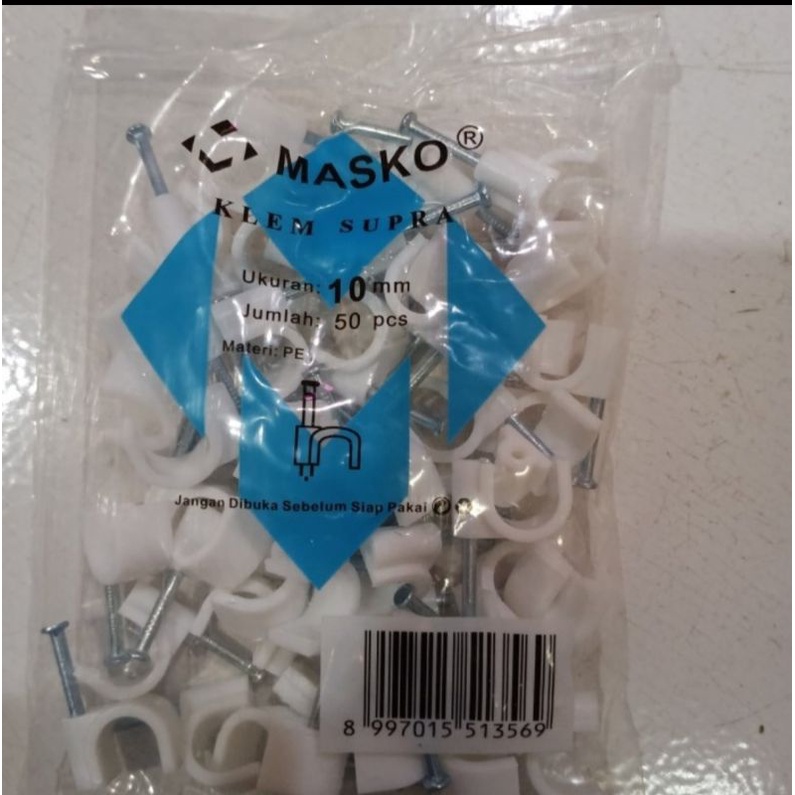 MASKO®
KLEM SUPRA
Ukuran: 10 mm
Jumlah: 50 pcs
Materi: PE
Jangan Dibuka Sebelum Siap Pakai
8 997015 513569